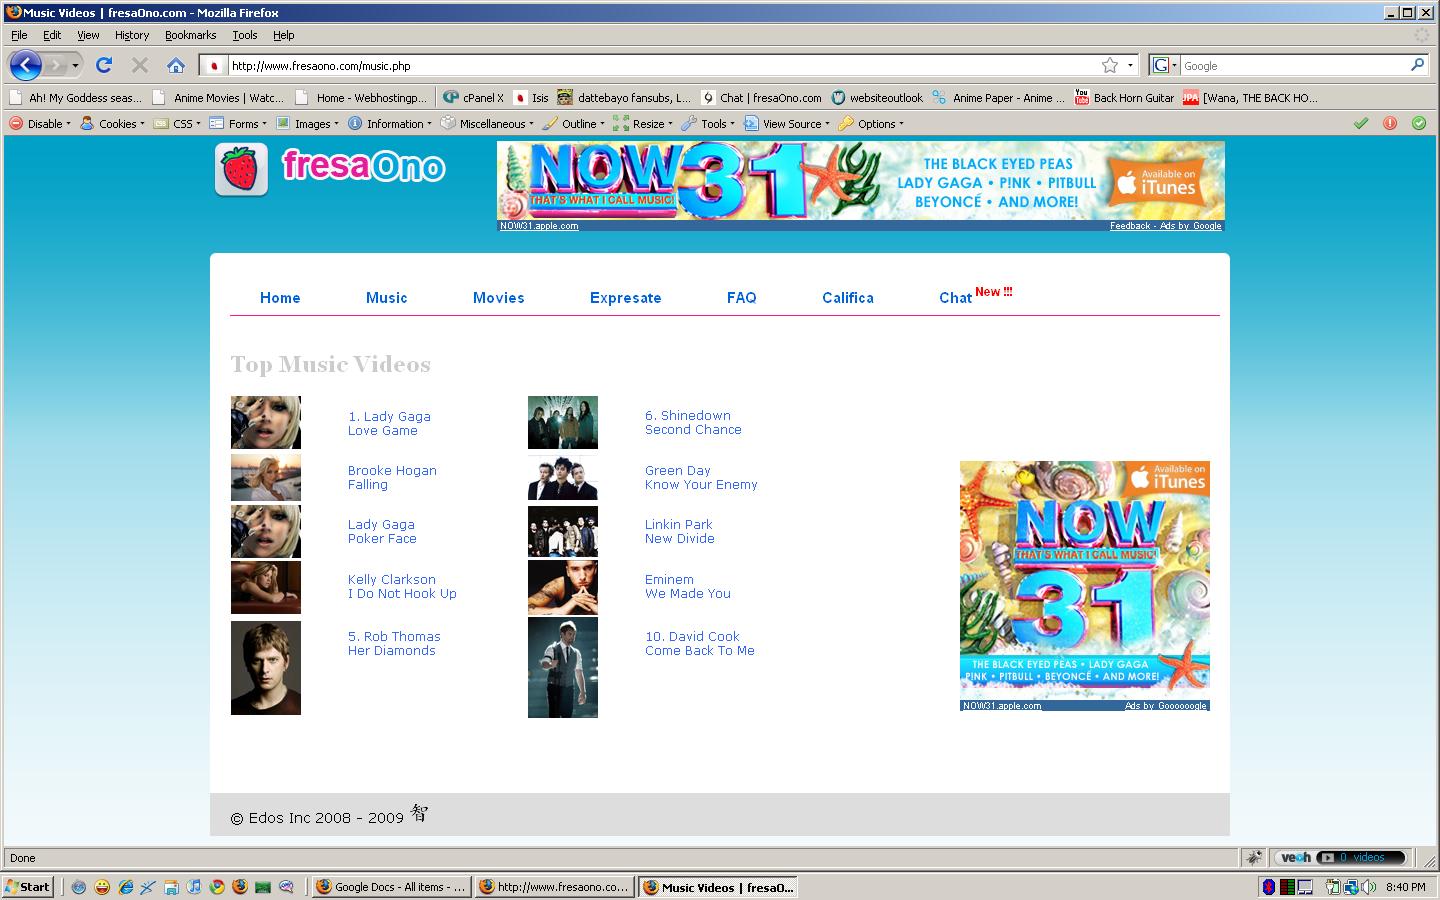 Music Videos | fresaOno.com - Mozilla Firefox
File Edit View History Bookmarks Tools Help
http://www.fresaono.com/music.php
G Google
Ah! My Goddess seas... Anime Movies | Watc... Home - Webhostingp... cPanel X Isis dattebayo fansubs, L... Chat | fresaOno.com websiteoutlook Anime Paper - Anime ... You Tube Back Horn Guitar JPA [Wana, THE BACK HO...
Disable Cookies CSS Forms Images Information Miscellaneous Outline Resize Tools View Source Options
fresaOno
NOW 31
THAT'S WHAT I CALL MUSIC!
THE BLACK EYED PEAS
LADY GAGA • P!NK • PITBULL
BEYONCÉ • AND MORE!
Available on
iTunes
NOW31.apple.com Feedback - Ads by Google
Home Music Movies Expresate FAQ Califica Chat New !!!
Top Music Videos
1. Lady Gaga
Love Game
Brooke Hogan
Falling
Lady Gaga
Poker Face
Kelly Clarkson
I Do Not Hook Up
5. Rob Thomas
Her Diamonds
6. Shinedown
Second Chance
Green Day
Know Your Enemy
Linkin Park
New Divide
Eminem
We Made You
10. David Cook
Come Back To Me
Available on
iTunes
NOW
THAT'S WHAT I CALL MUSIC!
31
THE BLACK EYED PEAS • LADY GAGA
P!NK • PITBULL • BEYONCÉ • AND MORE!
NOW31.apple.com Ads by Goooooogle
© Edos Inc 2008 - 2009 智
Done
veoh 0 videos
Start Google Docs - All items - ... http://www.fresaono.co... Music Videos | fresaO... 8:40 PM